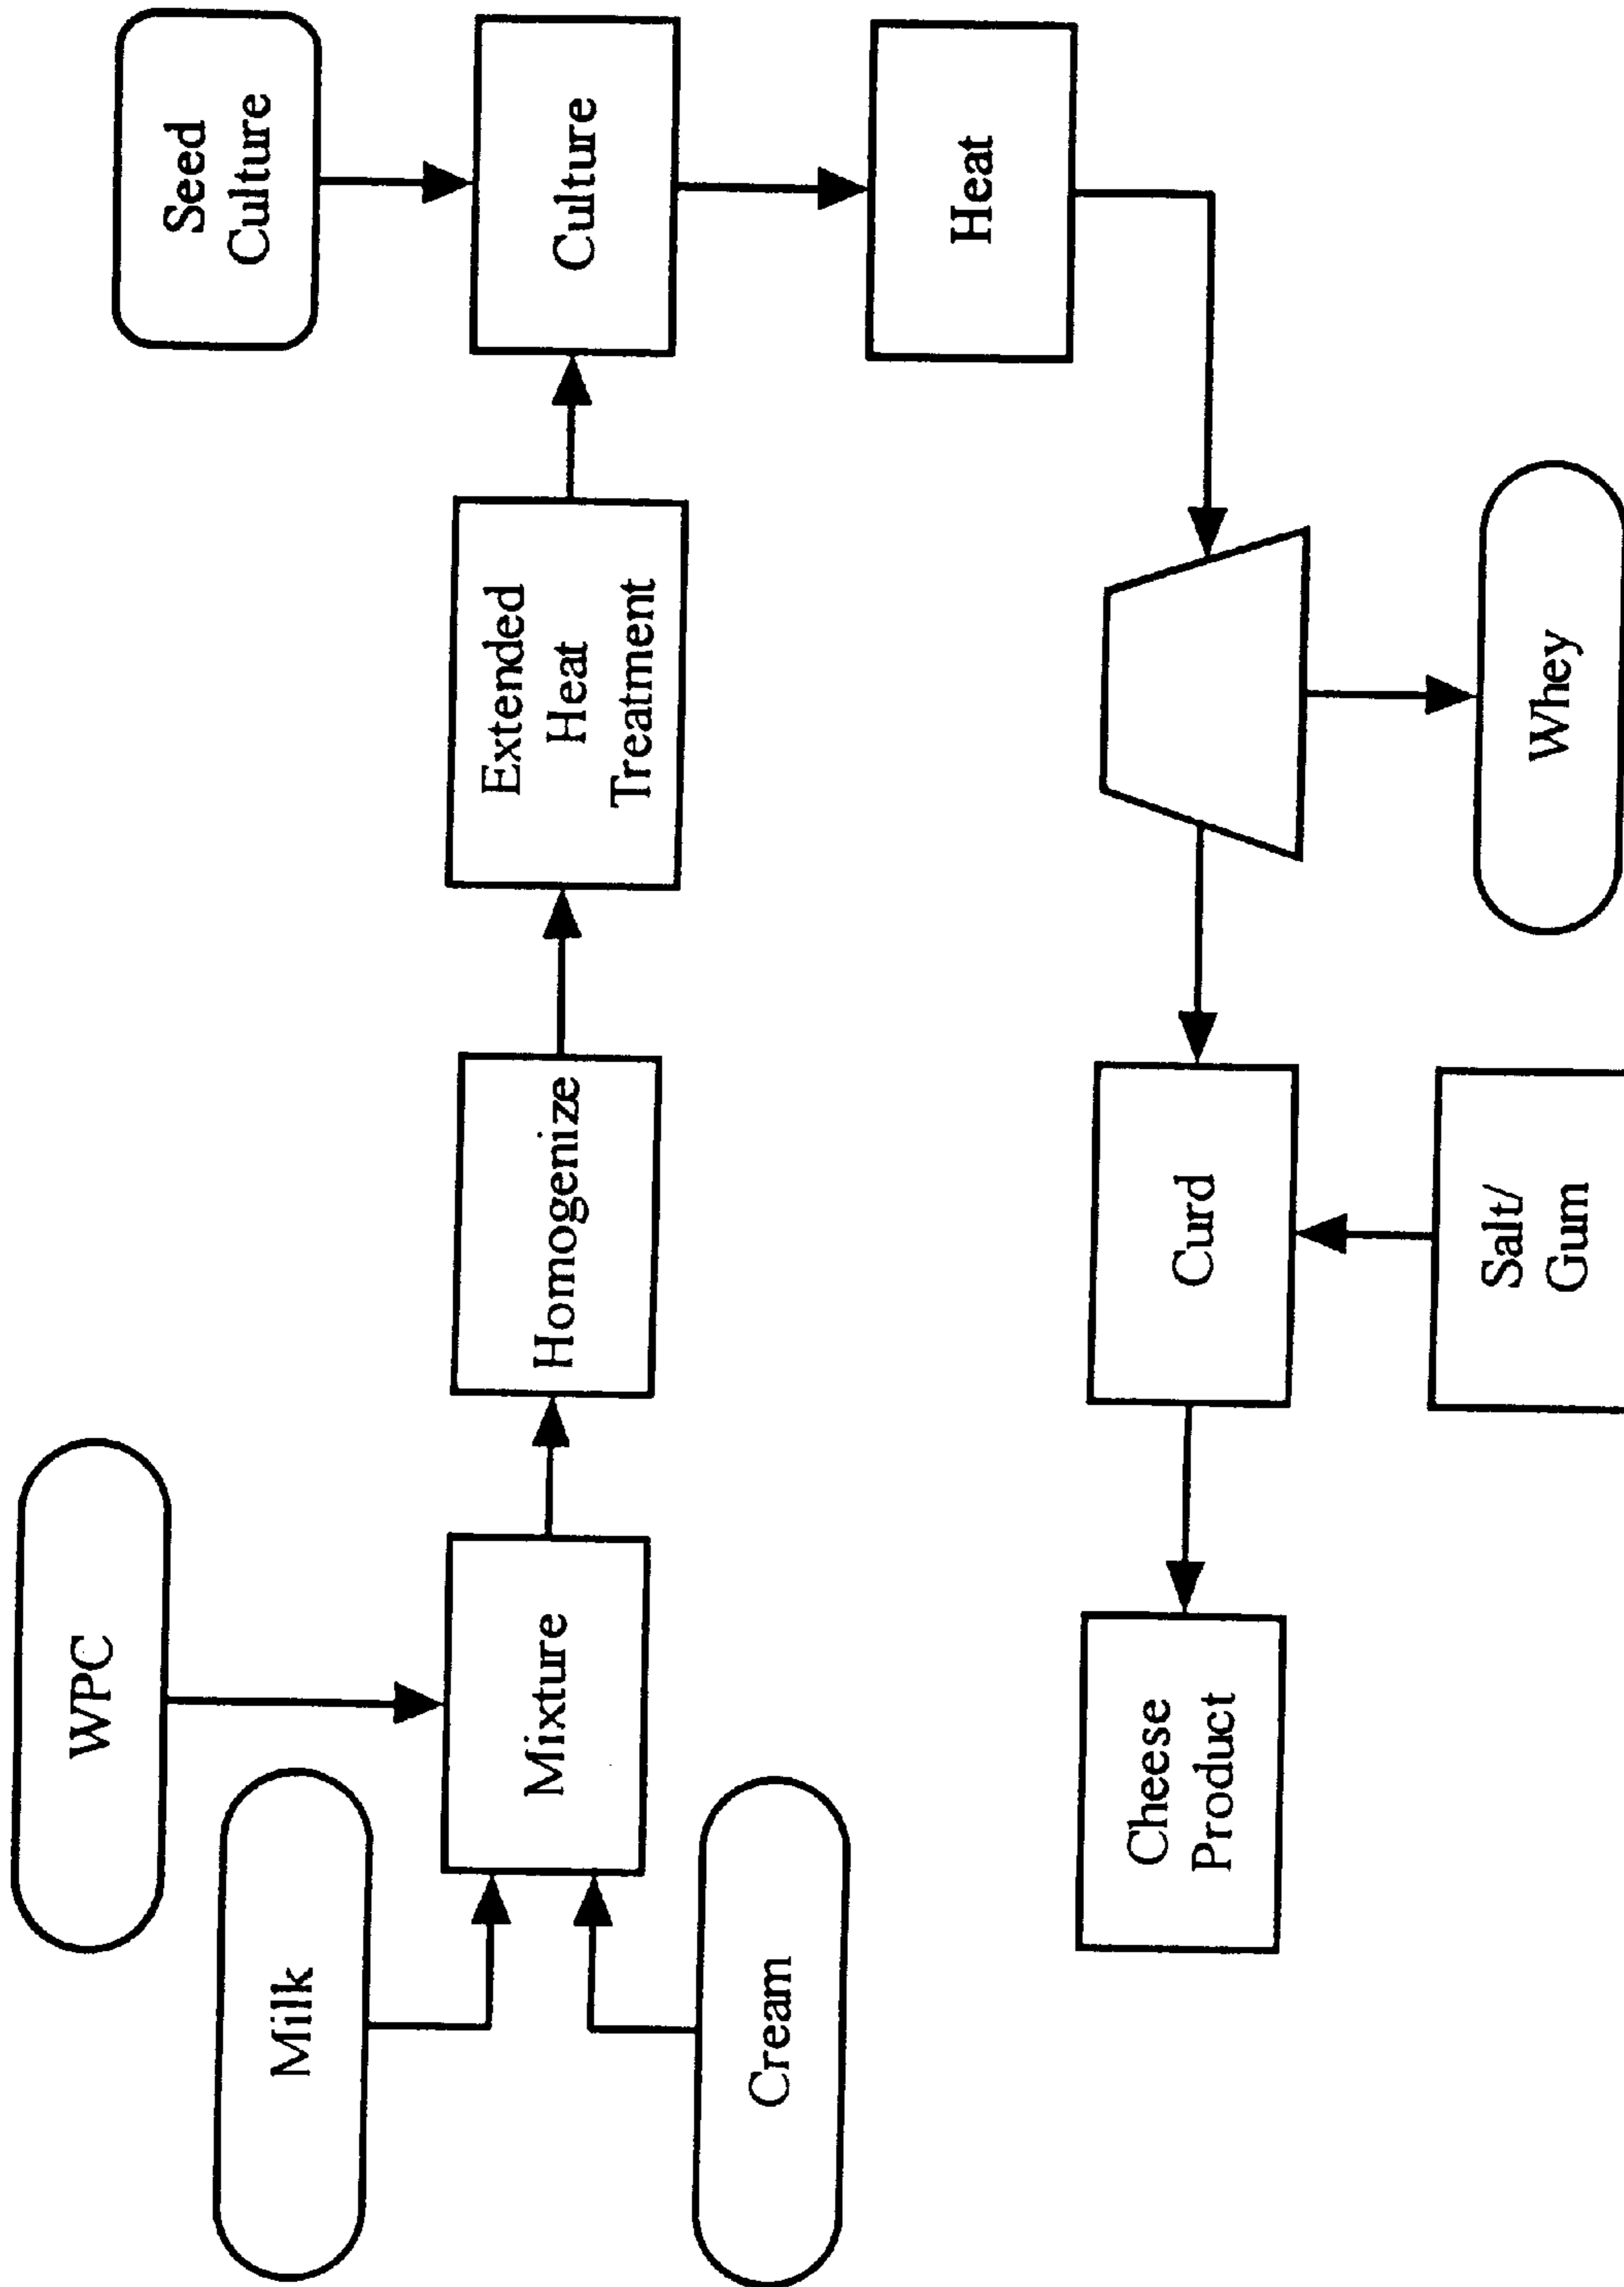 WPC
Milk
Cream
Mixture
Homogenize
Extended
Heat
Treatment
Seed
Culture
Culture
Heat
Whey
Curd
Salt/
Gum
Cheese
Product